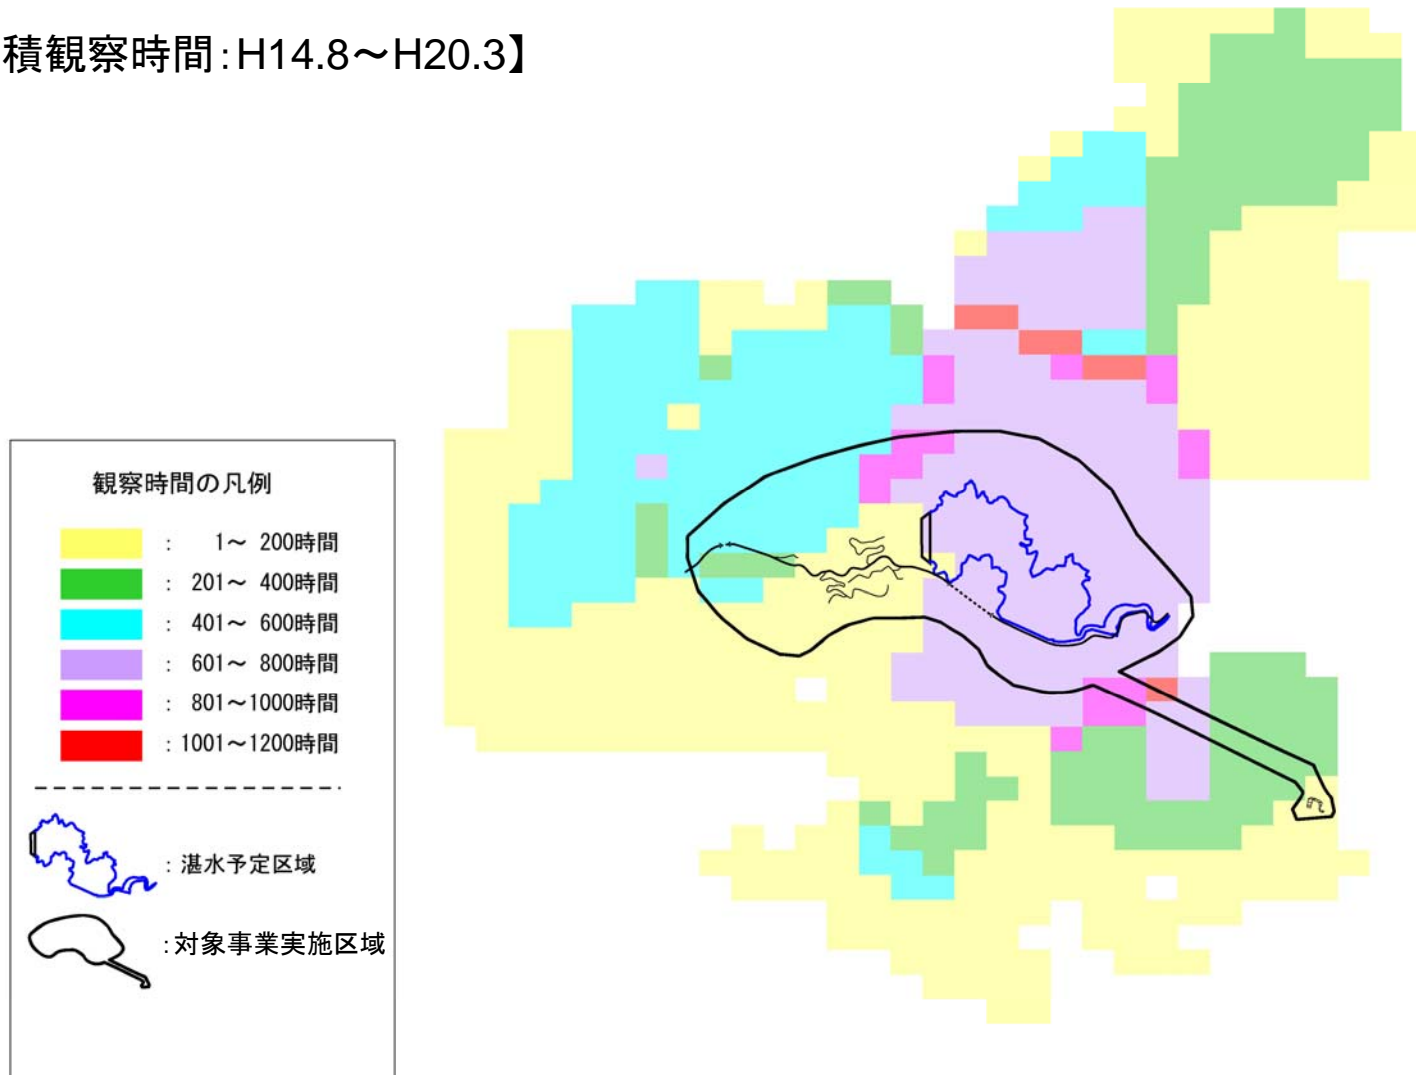 積観察時間:H14.8～H20.3】
観察時間の凡例
： 1～ 200時間
： 201～ 400時間
： 401～ 600時間
： 601～ 800時間
： 801～1000時間
：1001～1200時間
：湛水予定区域
：対象事業実施区域